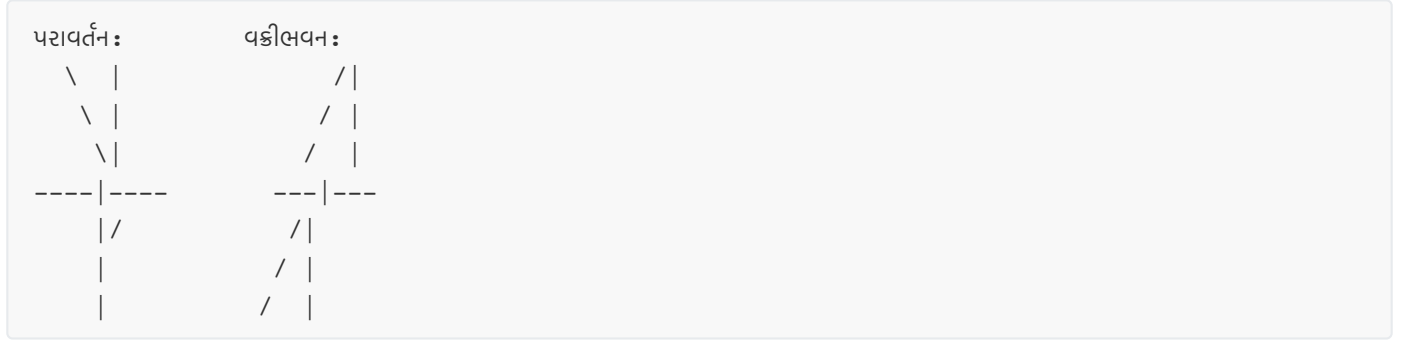 પરાવર્તન:        વક્રીભવન:
  \  |              /|
   \ |             / |
    \|            /  |
----|----       ---|---
    |/           /|
    |           / |
    |          /  |